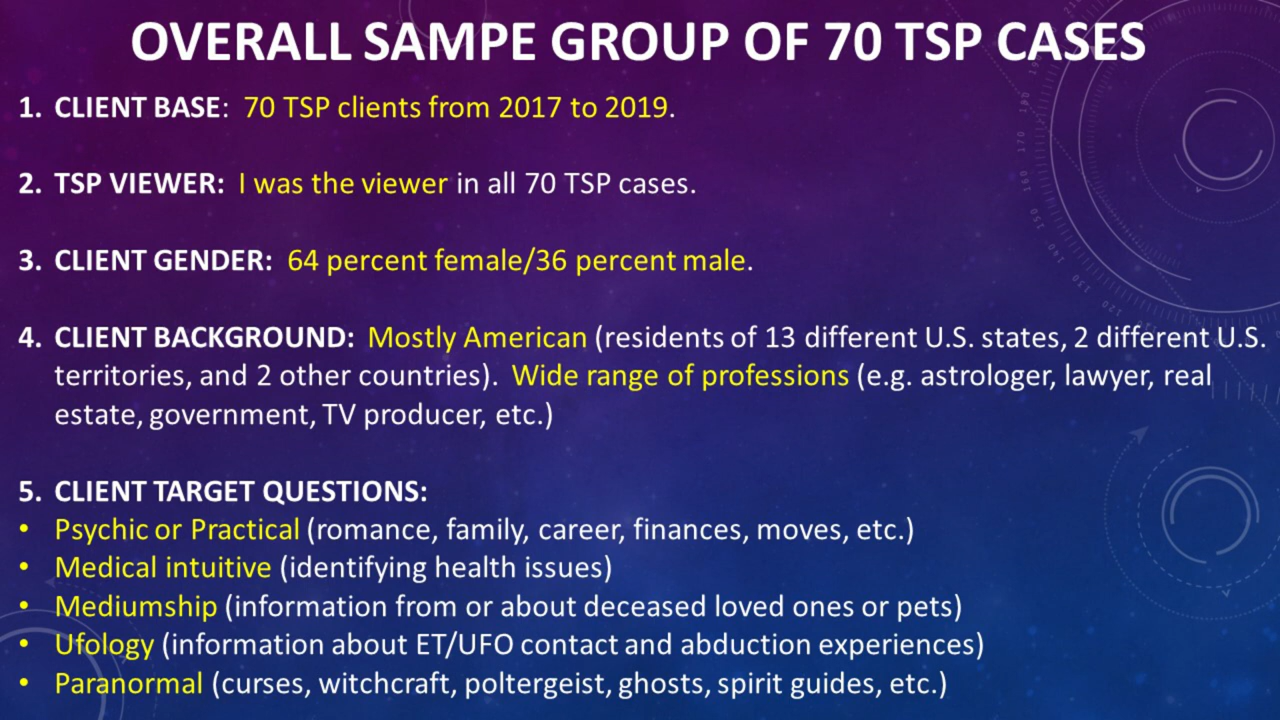 OVERALL SAMPE GROUP OF 70 TSP CASES
1. CLIENT BASE: 70 TSP clients from 2017 to 2019.
2. TSP VIEWER: I was the viewer in all 70 TSP cases.
3. CLIENT GENDER: 64 percent female/36 percent male.
4. CLIENT BACKGROUND: Mostly American (residents of 13 different U.S. states, 2 different U.S.
territories, and 2 other countries). Wide range of professions (e.g. astrologer, lawyer, real
estate, government, TV producer, etc.)
5. CLIENT TARGET QUESTIONS:
• Psychic or Practical (romance, family, career, finances, moves, etc.)
• Medical intuitive (identifying health issues)
• Mediumship (information from or about deceased loved ones or pets)
• Ufology (information about ET/UFO contact and abduction experiences)
• Paranormal (curses, witchcraft, poltergeist, ghosts, spirit guides, etc.)